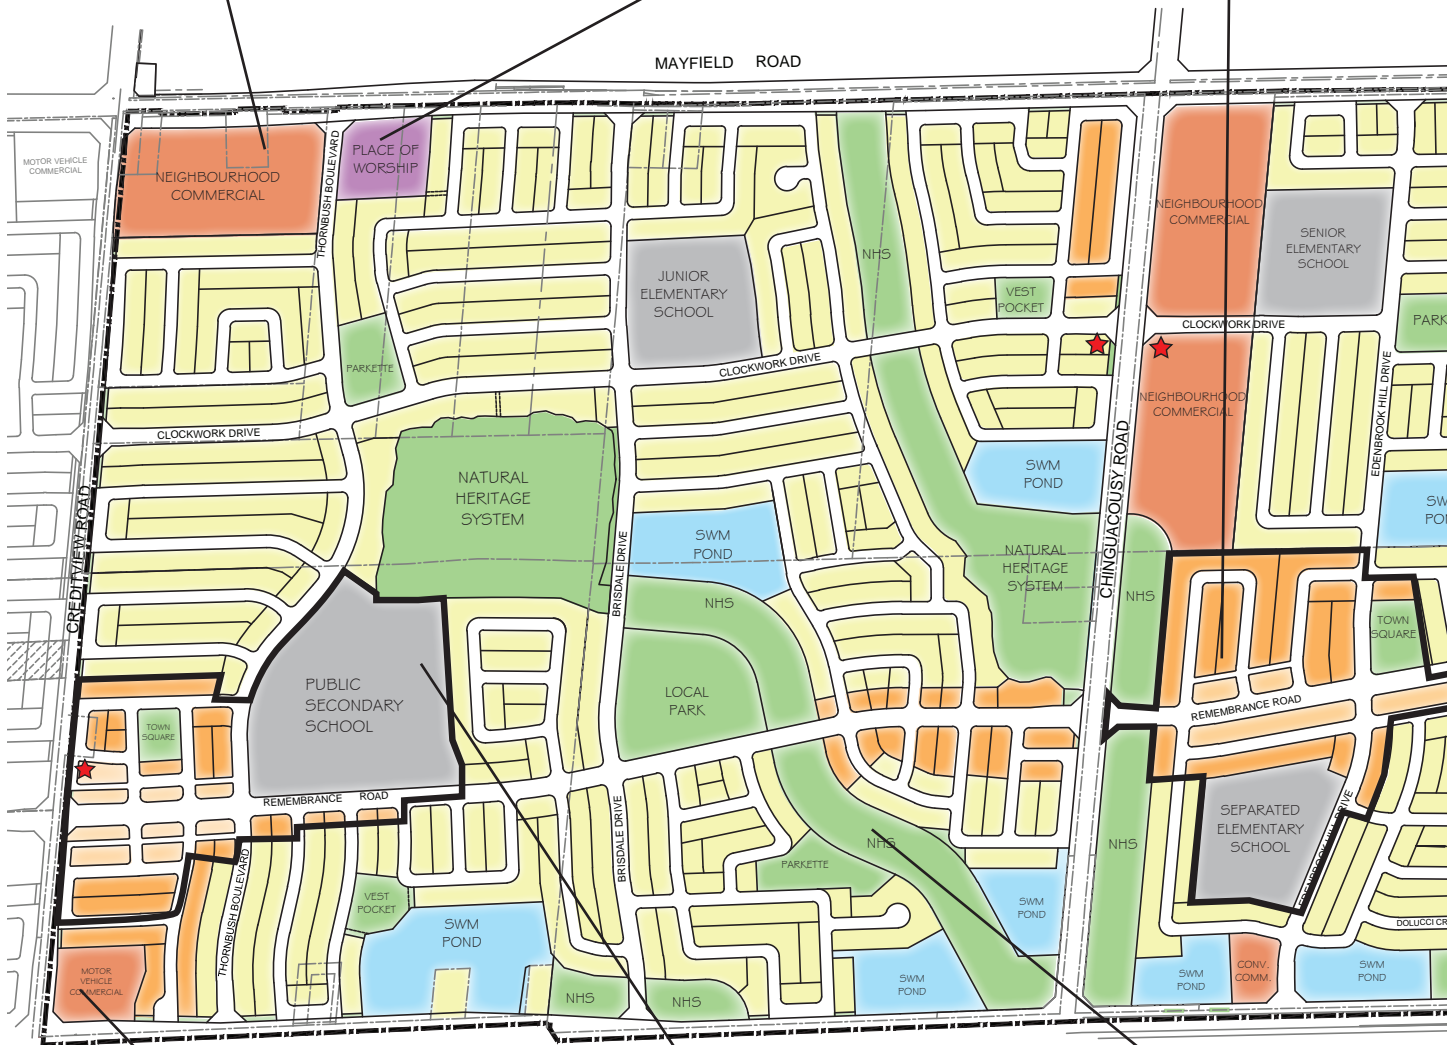 MAYFIELD ROAD
MOTOR VEHICLE
COMMERCIAL
NEIGHBOURHOOD
COMMERCIAL
THORNBUSH BOULEVARD
PLACE OF
WORSHIP
JUNIOR
ELEMENTARY
SCHOOL
NHS
VEST
POCKET
NEIGHBOURHOOD
COMMERCIAL
SENIOR
ELEMENTARY
SCHOOL
PARK
CLOCKWORK DRIVE
PARKETTE
CLOCKWORK DRIVE
CLOCKWORK DRIVE
NEIGHBOURHOOD
COMMERCIAL
EDENBROOK HILL DRIVE
NATURAL
HERITAGE
SYSTEM
SWM
POND
SWM
POND
CREDITVIEW ROAD
BRISDALE DRIVE
CHINGUACOUSY ROAD
NATURAL
HERITAGE
SYSTEM
NHS
NHS
TOWN
SQUARE
PUBLIC
SECONDARY
SCHOOL
LOCAL
PARK
REMEMBRANCE ROAD
TOWN
SQUARE
REMEMBRANCE ROAD
SEPARATED
ELEMENTARY
SCHOOL
EDENBROOK HILL DRIVE
BRISDALE DRIVE
NHS
NHS
PARKETTE
THORNBUSH BOULEVARD
VEST
POCKET
SWM
POND
SWM
POND
DOLUCCI CR
MOTOR
VEHICLE
COMMERCIAL
NHS
NHS
SWM
POND
SWM
POND
CONV.
COMM.
SWM
POND